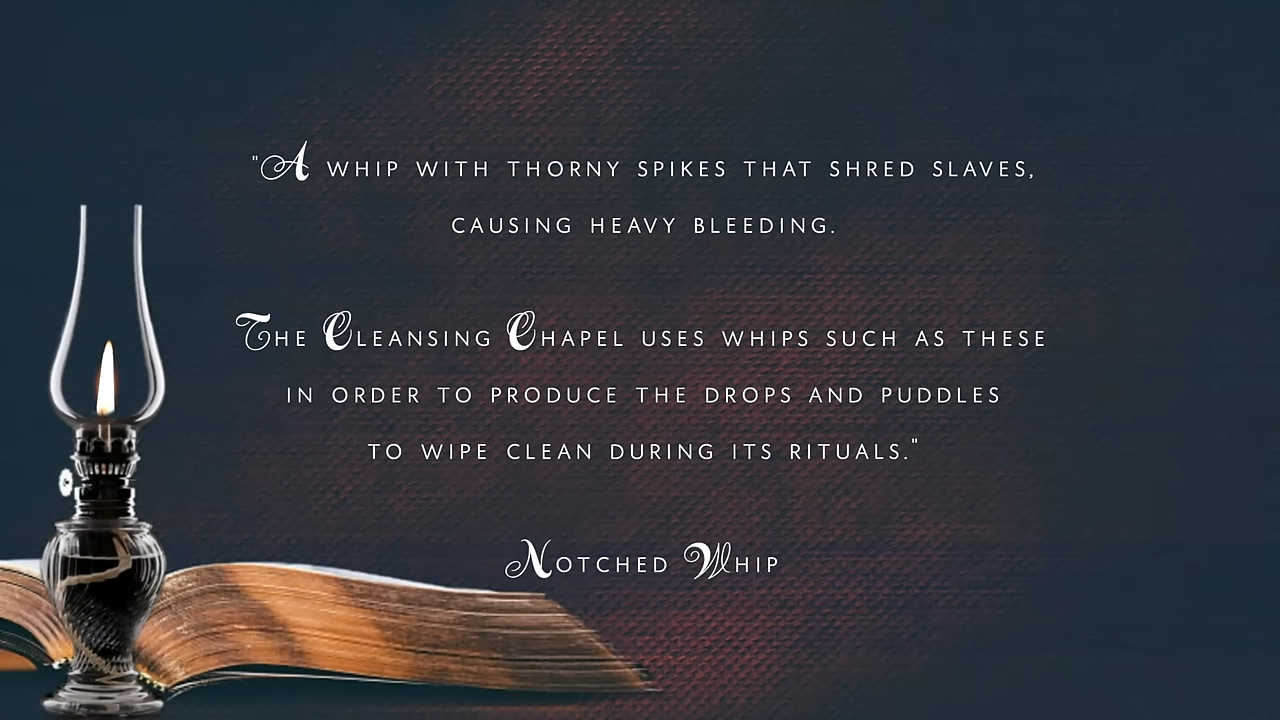 "A whip with thorny spikes that shred slaves,
causing heavy bleeding.
The Cleansing Chapel uses whips such as these
in order to produce the drops and puddles
to wipe clean during its rituals."
Notched Whip